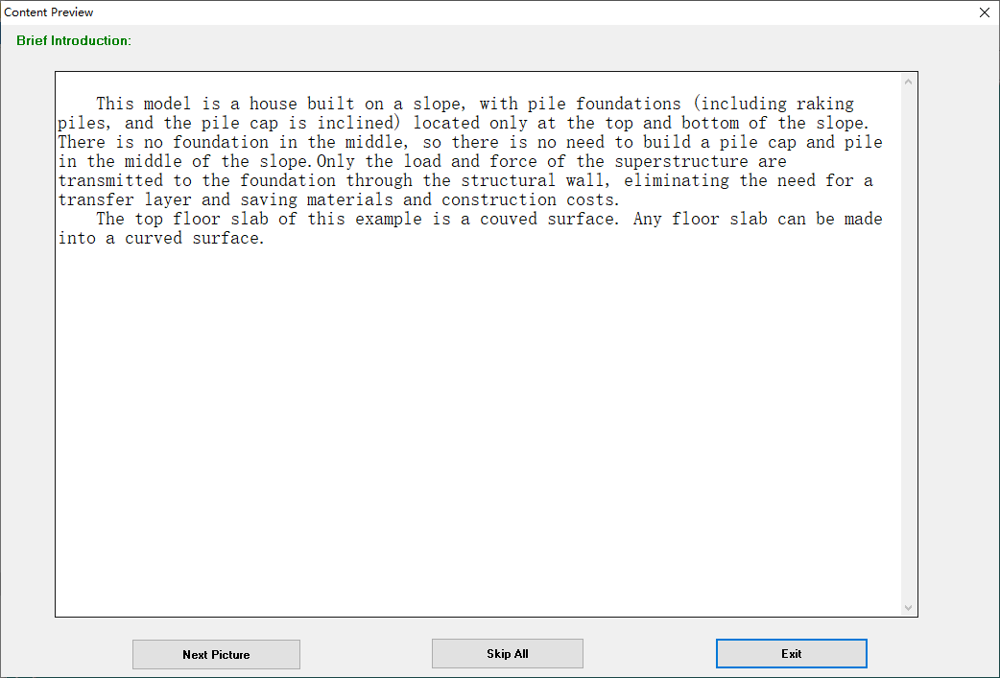 Content Preview
Brief Introduction:
This model is a house built on a slope, with pile foundations (including raking
piles, and the pile cap is inclined) located only at the top and bottom of the slope.
There is no foundation in the middle, so there is no need to build a pile cap and pile
in the middle of the slope.Only the load and force of the superstructure are
transmitted to the foundation through the structural wall, eliminating the need for a
transfer layer and saving materials and construction costs.
The top floor slab of this example is a couved surface. Any floor slab can be made
into a curved surface.
Next Picture
Skip All
Exit